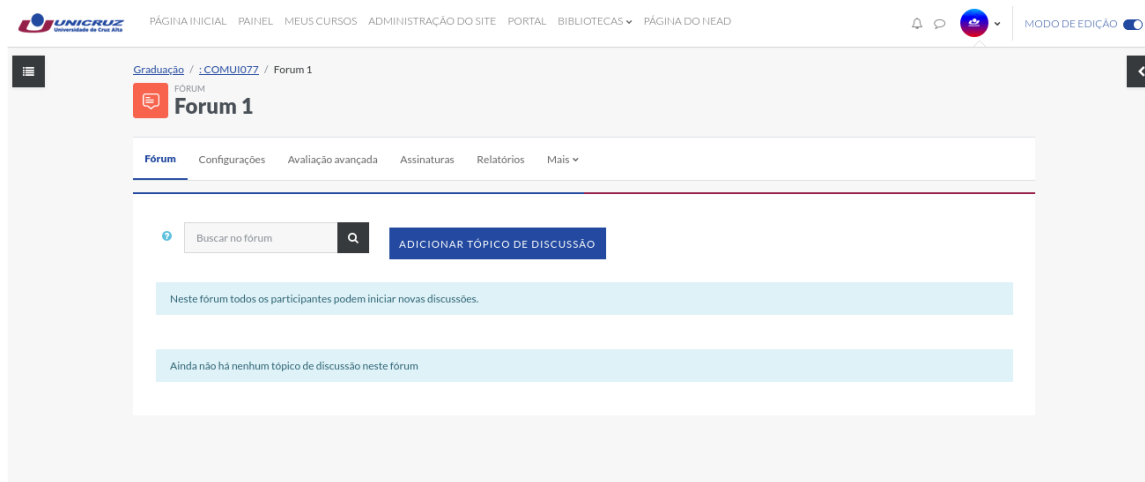 UNICRUZ
Universidade de Cruz Alta
PÁGINA INICIAL PAINEL MEUS CURSOS ADMINISTRAÇÃO DO SITE PORTAL BIBLIOTECAS PÁGINA DO NEAD
MODO DE EDIÇÃO
Graduação / : COMUI077 / Forum 1
FÓRUM
Forum 1
Fórum Configurações Avaliação avançada Assinaturas Relatórios Mais
Buscar no fórum
ADICIONAR TÓPICO DE DISCUSSÃO
Neste fórum todos os participantes podem iniciar novas discussões.
Ainda não há nenhum tópico de discussão neste fórum